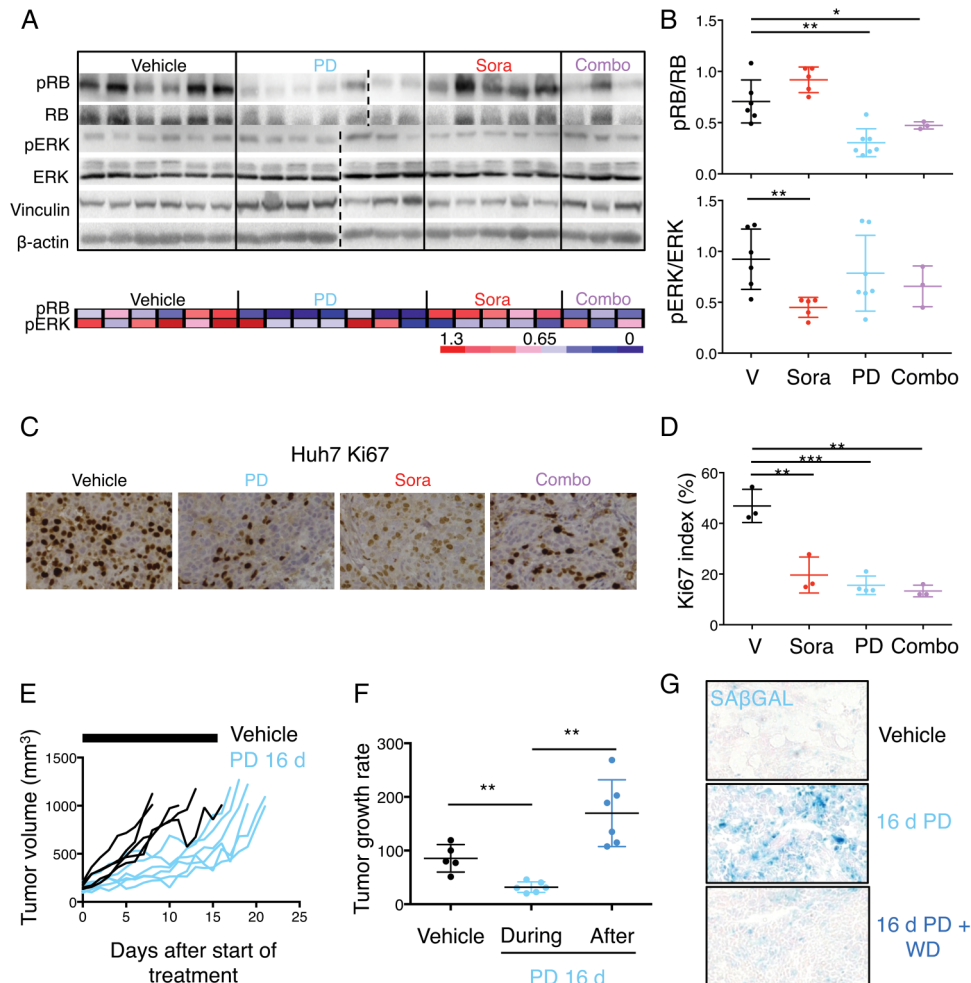 A
Vehicle PD Sora Combo
pRB
RB
pERK
ERK
Vinculin
β-actin
Vehicle PD Sora Combo
pRB
pERK
1.3 0.65 0
B
*
**
1.5
1.0
0.5
0.0
pRB/RB
**
1.5
1.0
0.5
0.0
pERK/ERK
V Sora PD Combo
C
Huh7 Ki67
Vehicle PD Sora Combo
D
**
***
**
60
40
20
0
Ki67 index (%)
V Sora PD Combo
E
Vehicle
PD 16 d
1500
1000
500
0
Tumor volume (mm³)
0 5 10 15 20 25
Days after start of
treatment
F
**
**
300
200
100
0
Tumor growth rate
Vehicle During After
PD 16 d
G
SAβGAL
Vehicle
16 d PD
16 d PD +
WD